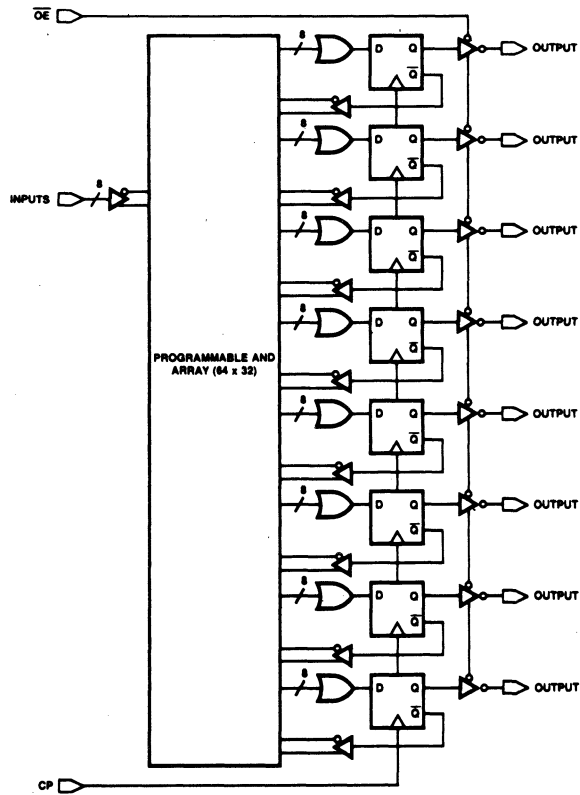 OE
8 D Q OUTPUT
Q
8 D Q OUTPUT
Q
INPUTS 8
8 D Q OUTPUT
Q
8 D Q OUTPUT
Q
PROGRAMMABLE AND
ARRAY (64 x 32)
8 D Q OUTPUT
Q
8 D Q OUTPUT
Q
8 D Q OUTPUT
Q
8 D Q OUTPUT
Q
CP